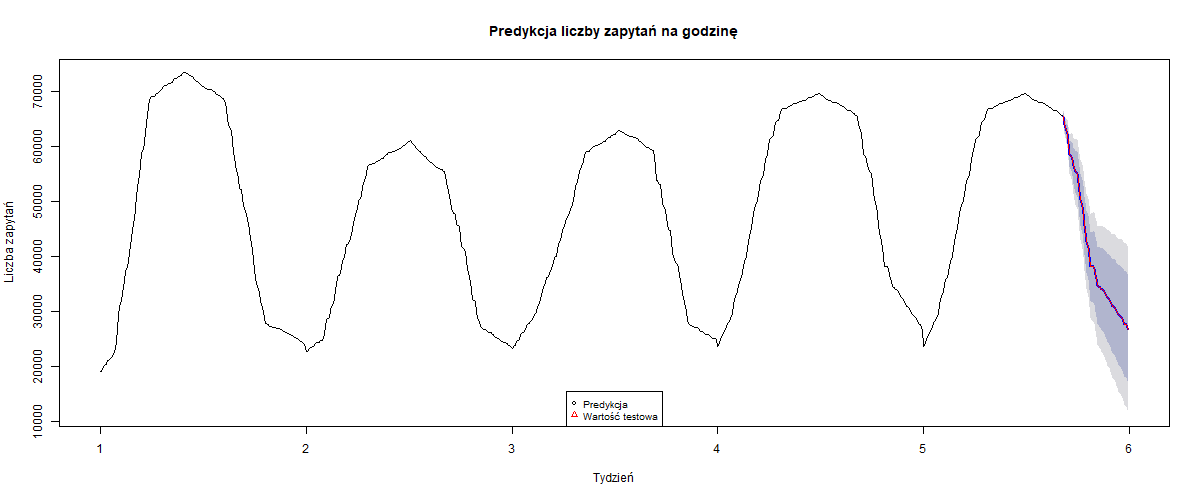 Predykcja liczby zapytań na godzinę
Liczba zapytań
70000
60000
50000
40000
30000
20000
10000
Predykcja
Wartość testowa
1 2 3 4 5 6
Tydzień